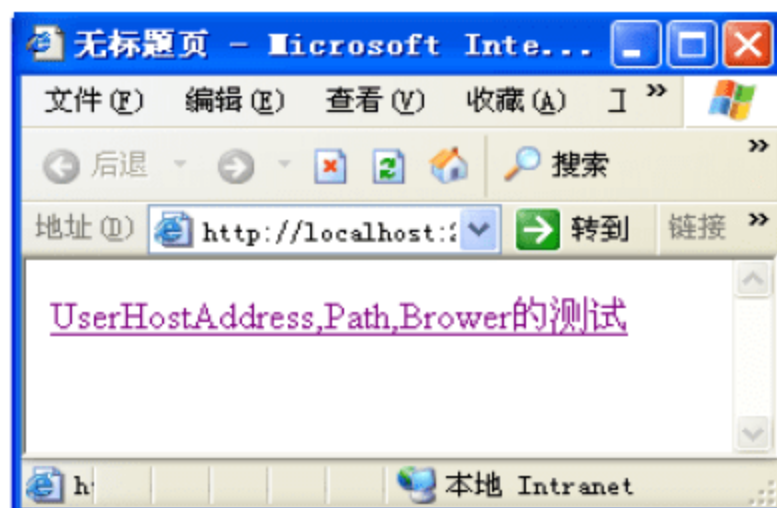 无标题页 - Microsoft Inte...
文件(F) 编辑(E) 查看(V) 收藏(A) »
后退 搜索 »
地址(D) http://localhost: 转到 链接 »
UserHostAddress,Path,Brower的测试
本地 Intranet